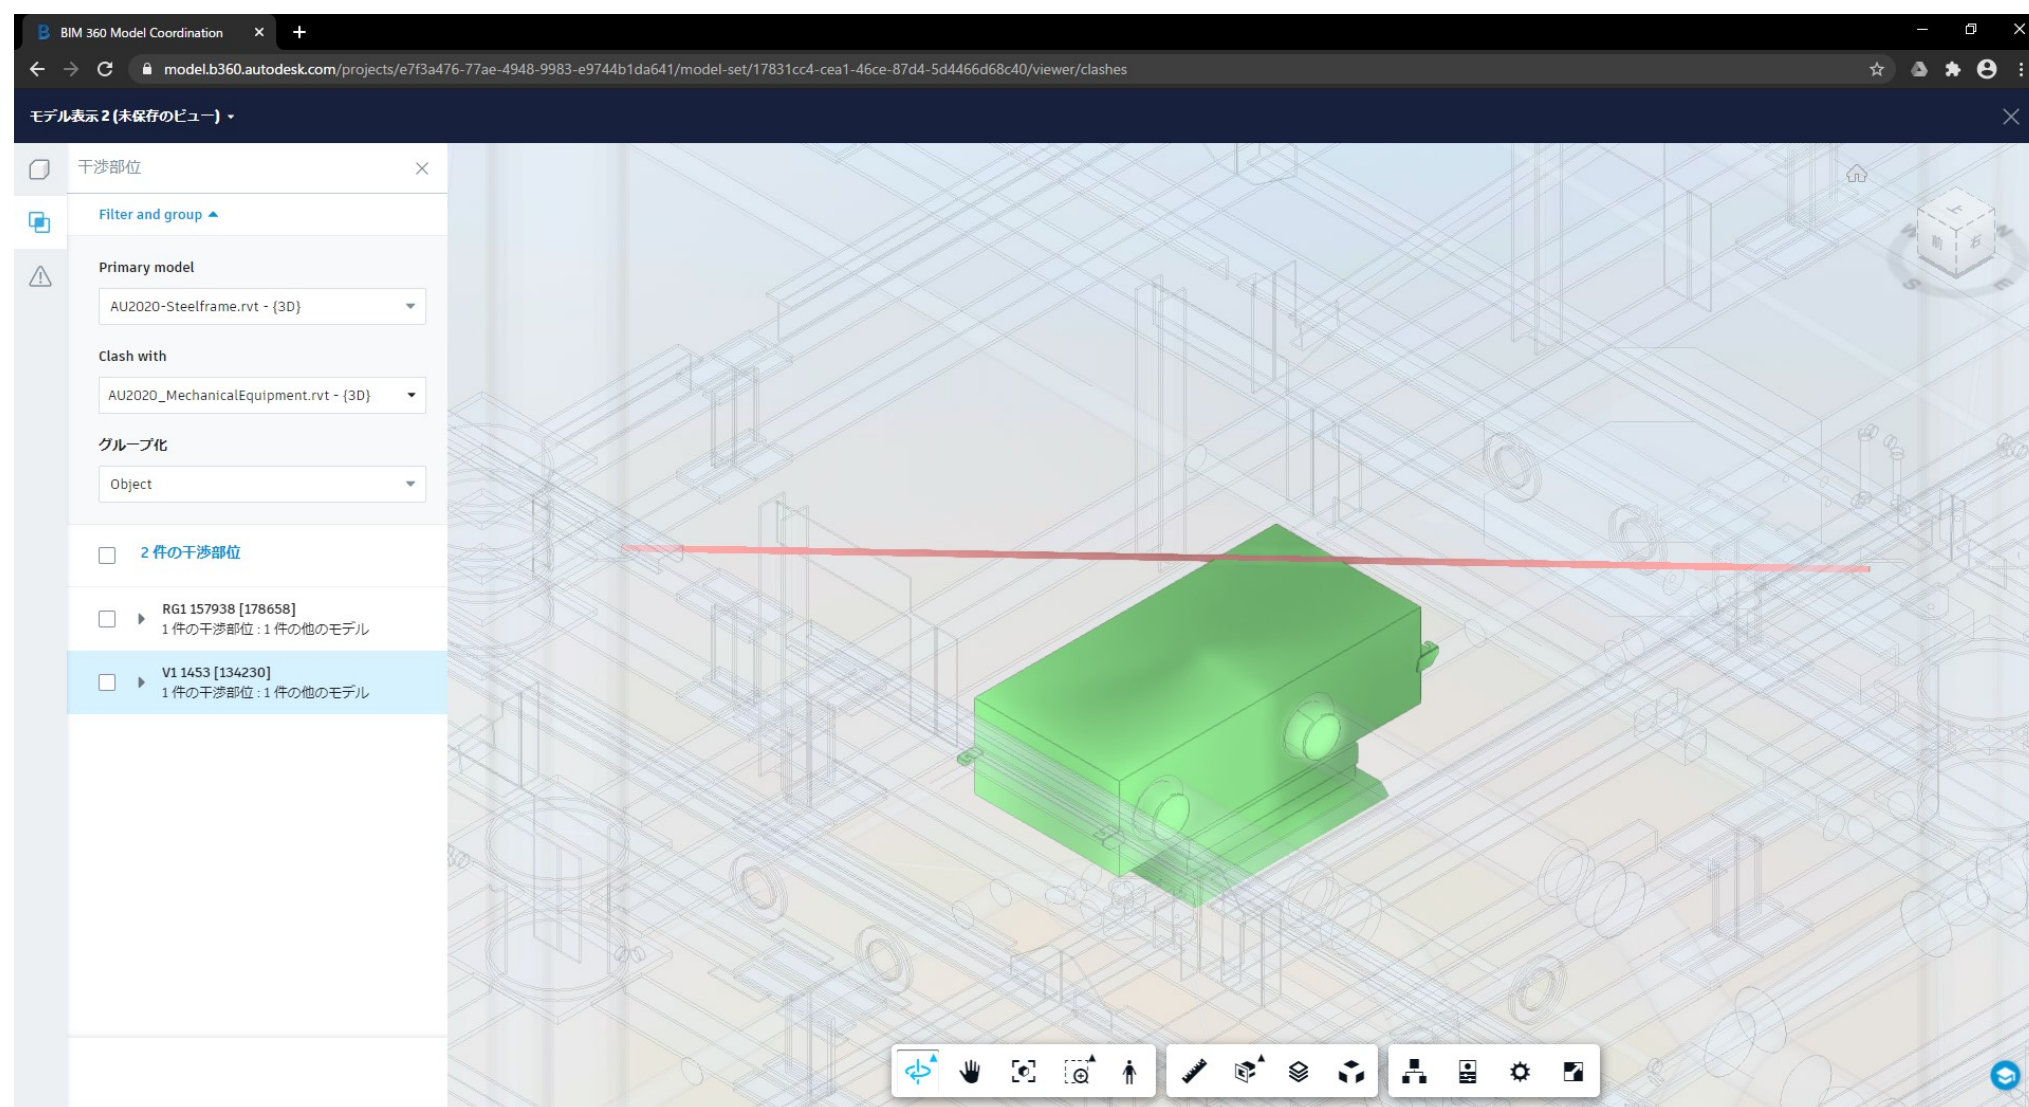 BIM 360 Model Coordination
model.b360.autodesk.com/projects/e7f3a476-77ae-4948-9983-e9744b1da641/model-set/17831cc4-cea1-46ce-87d4-5d4466d68c40/viewer/clashes
モデル表示 2 (未保存のビュー)
干渉部位
Filter and group
Primary model
AU2020-Steelframe.rvt - {3D}
Clash with
AU2020_MechanicalEquipment.rvt - {3D}
グループ化
Object
2 件の干渉部位
RG1 157938 [178658]
1 件の干渉部位 : 1 件の他のモデル
V1 1453 [134230]
1 件の干渉部位 : 1 件の他のモデル
上
前 右
W N
S E